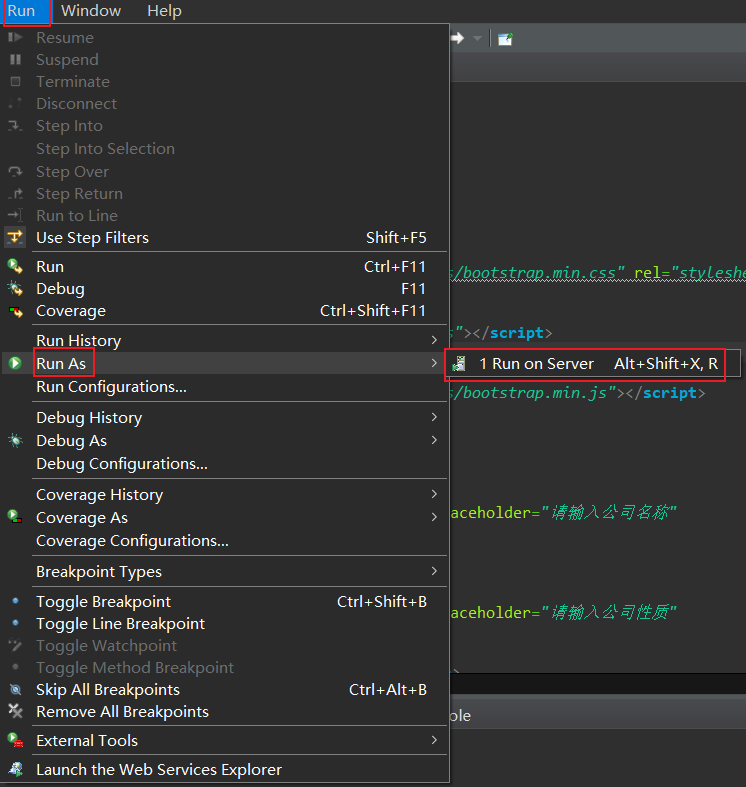 Run Window Help
Resume
Suspend
Terminate
Disconnect
Step Into
Step Into Selection
Step Over
Step Return
Run to Line
Use Step Filters Shift+F5
Run Ctrl+F11
s/bootstrap.min.css" rel="styleshe
Debug F11
Coverage Ctrl+Shift+F11
s"></script>
Run History
Run As
1 Run on Server Alt+Shift+X, R
Run Configurations...
s/bootstrap.min.js"></script>
Debug History
Debug As
Debug Configurations...
Coverage History
Coverage As
aceholder="请输入公司名称"
Coverage Configurations...
Breakpoint Types
Toggle Breakpoint Ctrl+Shift+B
aceholder="请输入公司性质"
Toggle Line Breakpoint
Toggle Watchpoint
Toggle Method Breakpoint
Skip All Breakpoints Ctrl+Alt+B
Remove All Breakpoints
ole
External Tools
Launch the Web Services Explorer